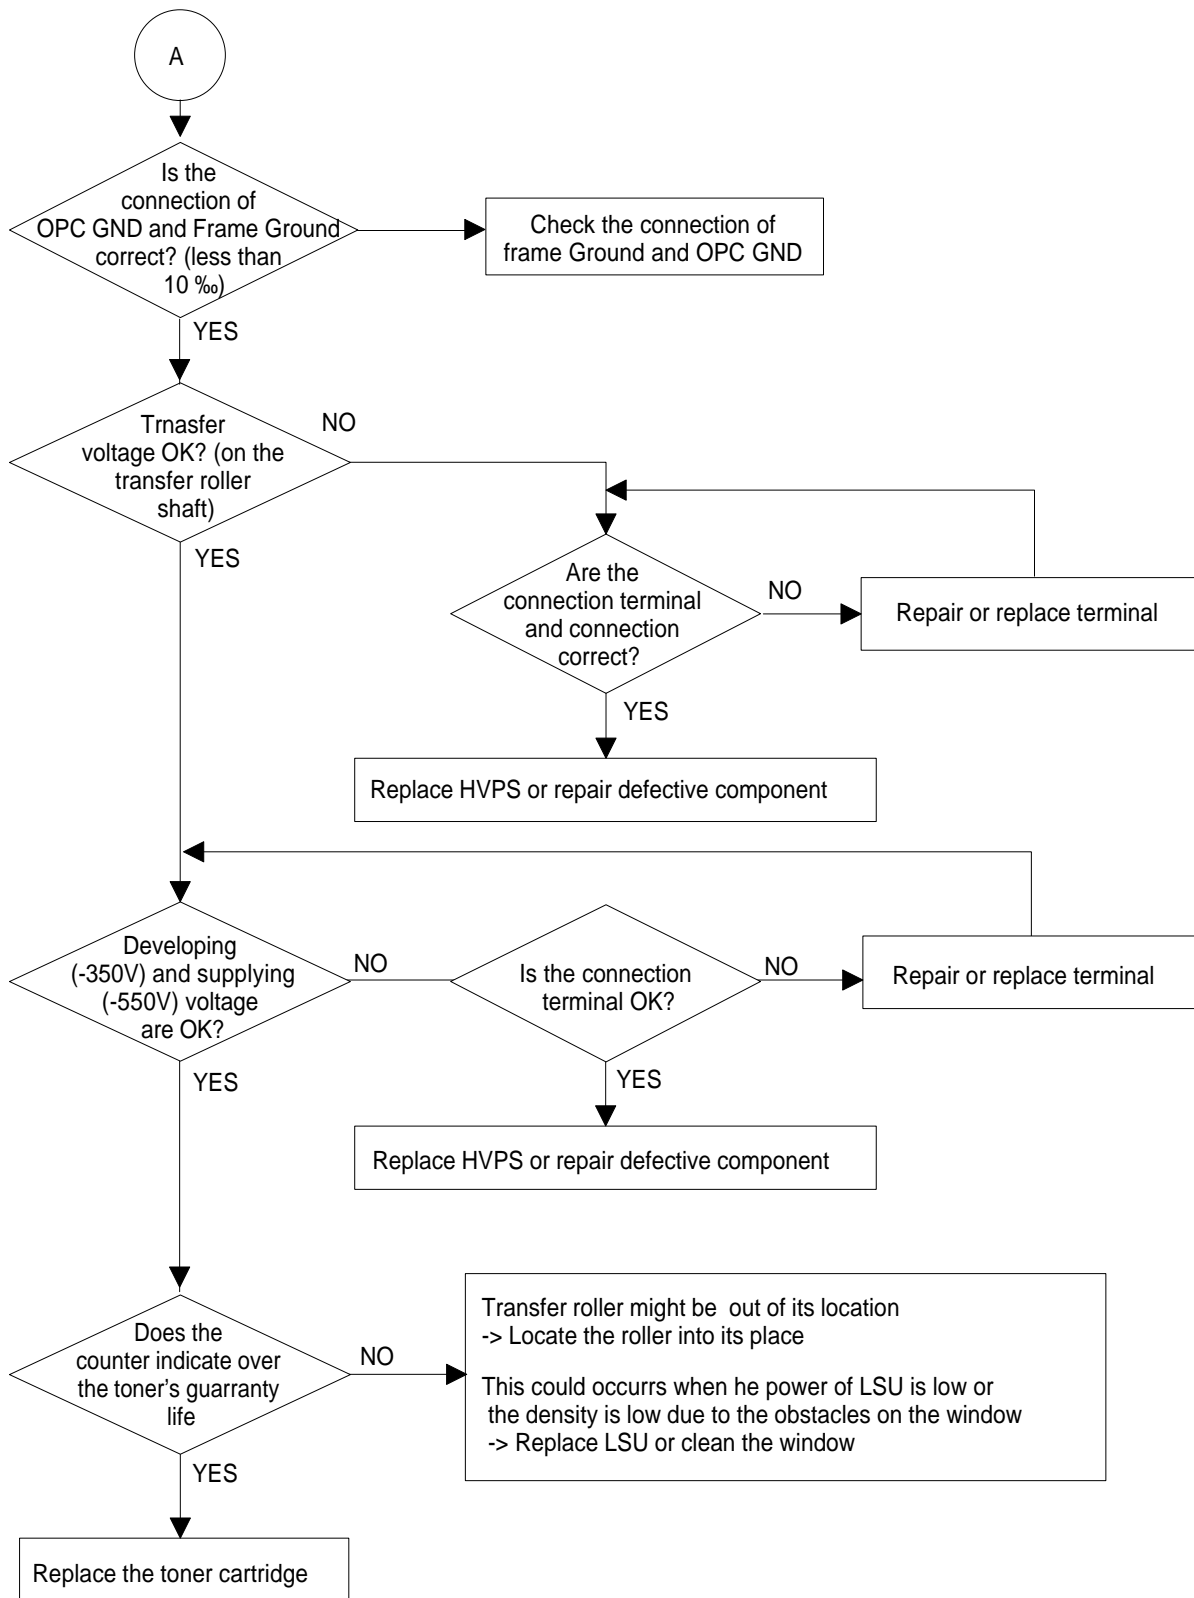 A
Is the
connection of
OPC GND and Frame Ground
correct? (less than
10 ‰)
Check the connection of
frame Ground and OPC GND
YES
Trnasfer
voltage OK? (on the
transfer roller
shaft)
NO
YES
Are the
connection terminal
and connection
correct?
NO
Repair or replace terminal
YES
Replace HVPS or repair defective component
Developing
(-350V) and supplying
(-550V) voltage
are OK?
NO
Is the connection
terminal OK?
NO
Repair or replace terminal
YES
YES
Replace HVPS or repair defective component
Does the
counter indicate over
the toner’s guarranty
life
NO
Transfer roller might be  out of its location
-> Locate the roller into its place
This could occurrs when he power of LSU is low or
the density is low due to the obstacles on the window
-> Replace LSU or clean the window
YES
Replace the toner cartridge